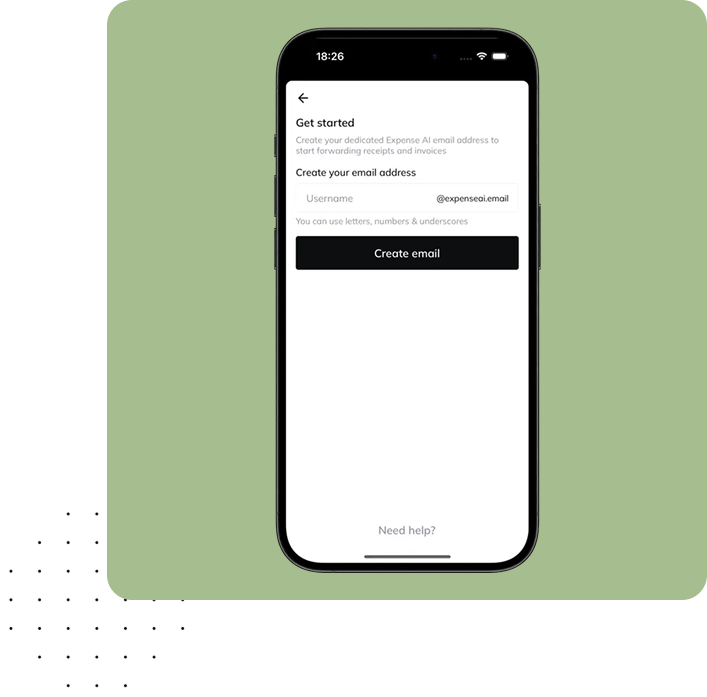 18:26
Get started
Create your dedicated Expense AI email address to
start forwarding receipts and invoices
Create your email address
Username @expenseai.email
You can use letters, numbers & underscores
Create email
Need help?